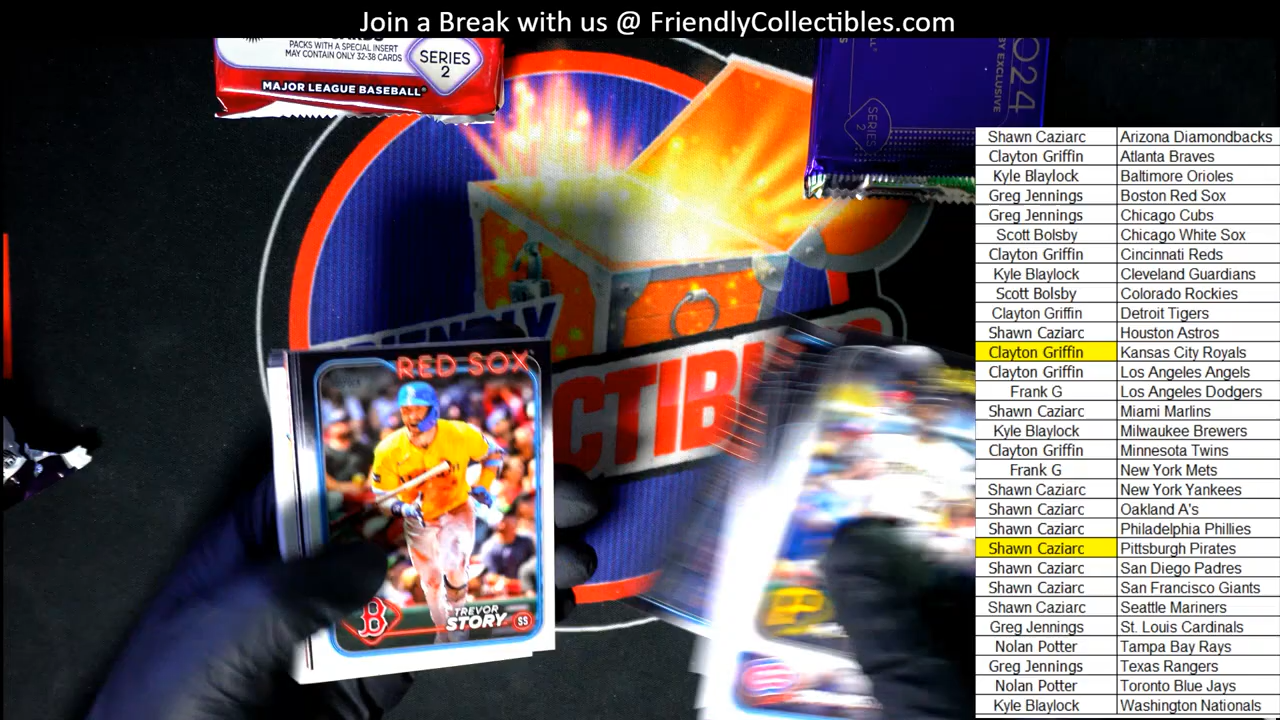 Join a Break with us @ FriendlyCollectibles.com
PACKS WITH A SPECIAL INSERT
MAY CONTAIN ONLY 32-38 CARDS
SERIES
2
MAJOR LEAGUE BASEBALL
SERIES
2
2024
EXCLUSIVE
CTIB
RED SOX
B
TREVOR
STORY SS
Shawn Caziarc Arizona Diamondbacks
Clayton Griffin Atlanta Braves
Kyle Blaylock Baltimore Orioles
Greg Jennings Boston Red Sox
Greg Jennings Chicago Cubs
Scott Bolsby Chicago White Sox
Clayton Griffin Cincinnati Reds
Kyle Blaylock Cleveland Guardians
Scott Bolsby Colorado Rockies
Clayton Griffin Detroit Tigers
Shawn Caziarc Houston Astros
Clayton Griffin Kansas City Royals
Clayton Griffin Los Angeles Angels
Frank G Los Angeles Dodgers
Shawn Caziarc Miami Marlins
Kyle Blaylock Milwaukee Brewers
Clayton Griffin Minnesota Twins
Frank G New York Mets
Shawn Caziarc New York Yankees
Shawn Caziarc Oakland A's
Shawn Caziarc Philadelphia Phillies
Shawn Caziarc Pittsburgh Pirates
Shawn Caziarc San Diego Padres
Shawn Caziarc San Francisco Giants
Shawn Caziarc Seattle Mariners
Greg Jennings St. Louis Cardinals
Nolan Potter Tampa Bay Rays
Greg Jennings Texas Rangers
Nolan Potter Toronto Blue Jays
Kyle Blaylock Washington Nationals